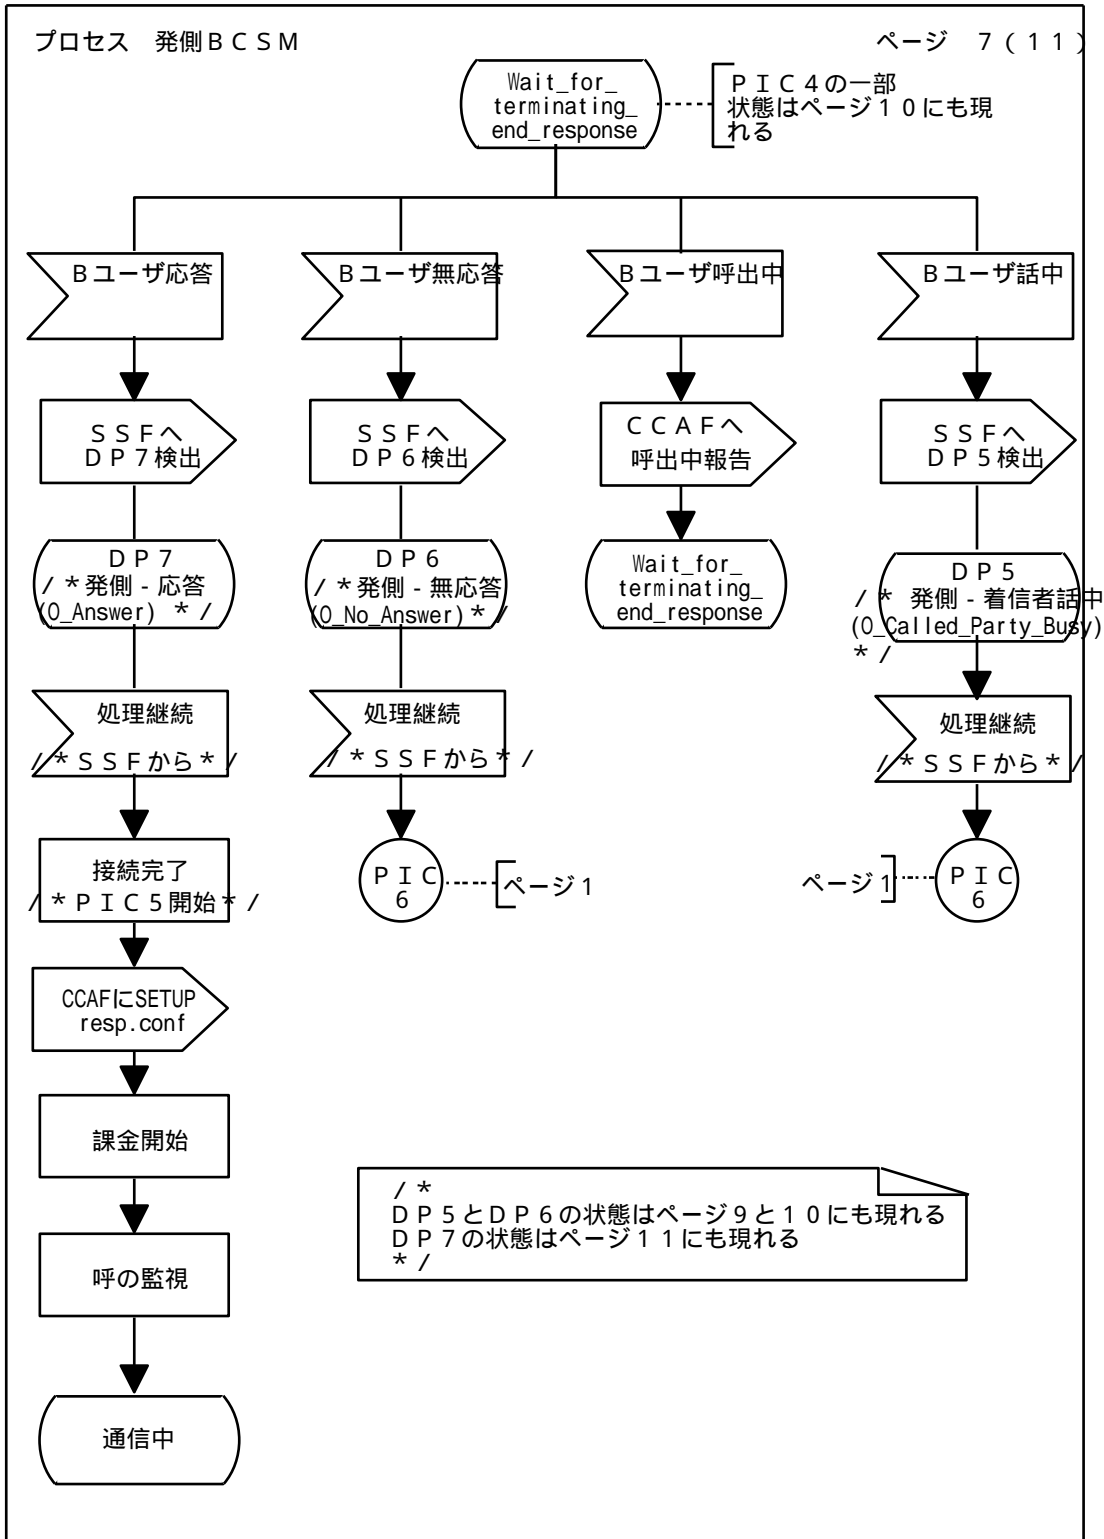 プロセス 発側BCSM
ページ 7(11)
Wait_for_
terminating_
end_response
PIC4の一部
状態はページ10にも現
れる
Bユーザ応答
Bユーザ無応答
Bユーザ呼出中
Bユーザ話中
SSFへ
DP7検出
SSFへ
DP6検出
CCAFへ
呼出中報告
SSFへ
DP5検出
DP7
/*発側-応答
(O_Answer) */
DP6
/*発側-無応答
(O_No_Answer)*/
Wait_for_
terminating_
end_response
DP5
/* 発側-着信者話中
(O_Called_Party_Busy)
*/
処理継続
/*SSFから*/
処理継続
/*SSFから*/
処理継続
/*SSFから*/
接続完了
/*PIC5開始*/
PIC
6
ページ1
ページ1
PIC
6
CCAFにSETUP
resp.conf
課金開始
/*
DP5とDP6の状態はページ9と10にも現れる
DP7の状態はページ11にも現れる
*/
呼の監視
通信中